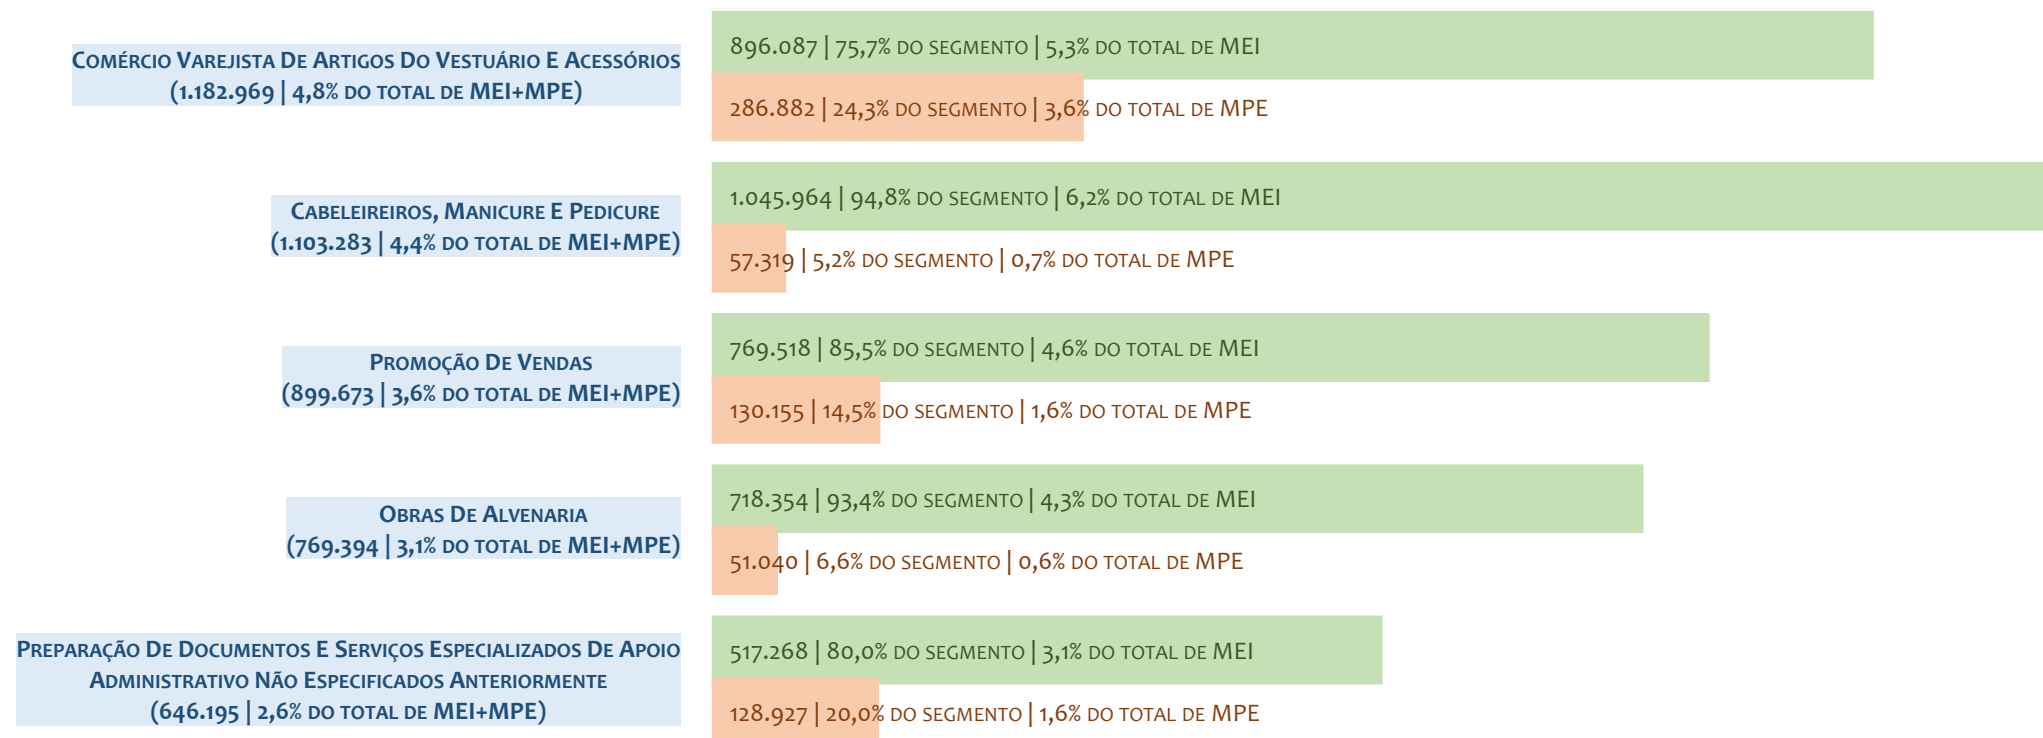 Comércio Varejista De Artigos Do Vestuário E Acessórios
(1.182.969 | 4,8% do total de MEI+MPE)
896.087 | 75,7% do segmento | 5,3% do total de MEI
286.882 | 24,3% do segmento | 3,6% do total de MPE
Cabeleireiros, Manicure E Pedicure
(1.103.283 | 4,4% do total de MEI+MPE)
1.045.964 | 94,8% do segmento | 6,2% do total de MEI
57.319 | 5,2% do segmento | 0,7% do total de MPE
Promoção De Vendas
(899.673 | 3,6% do total de MEI+MPE)
769.518 | 85,5% do segmento | 4,6% do total de MEI
130.155 | 14,5% do segmento | 1,6% do total de MPE
Obras De Alvenaria
(769.394 | 3,1% do total de MEI+MPE)
718.354 | 93,4% do segmento | 4,3% do total de MEI
51.040 | 6,6% do segmento | 0,6% do total de MPE
Preparação De Documentos E Serviços Especializados De Apoio
Administrativo Não Especificados Anteriormente
(646.195 | 2,6% do total de MEI+MPE)
517.268 | 80,0% do segmento | 3,1% do total de MEI
128.927 | 20,0% do segmento | 1,6% do total de MPE